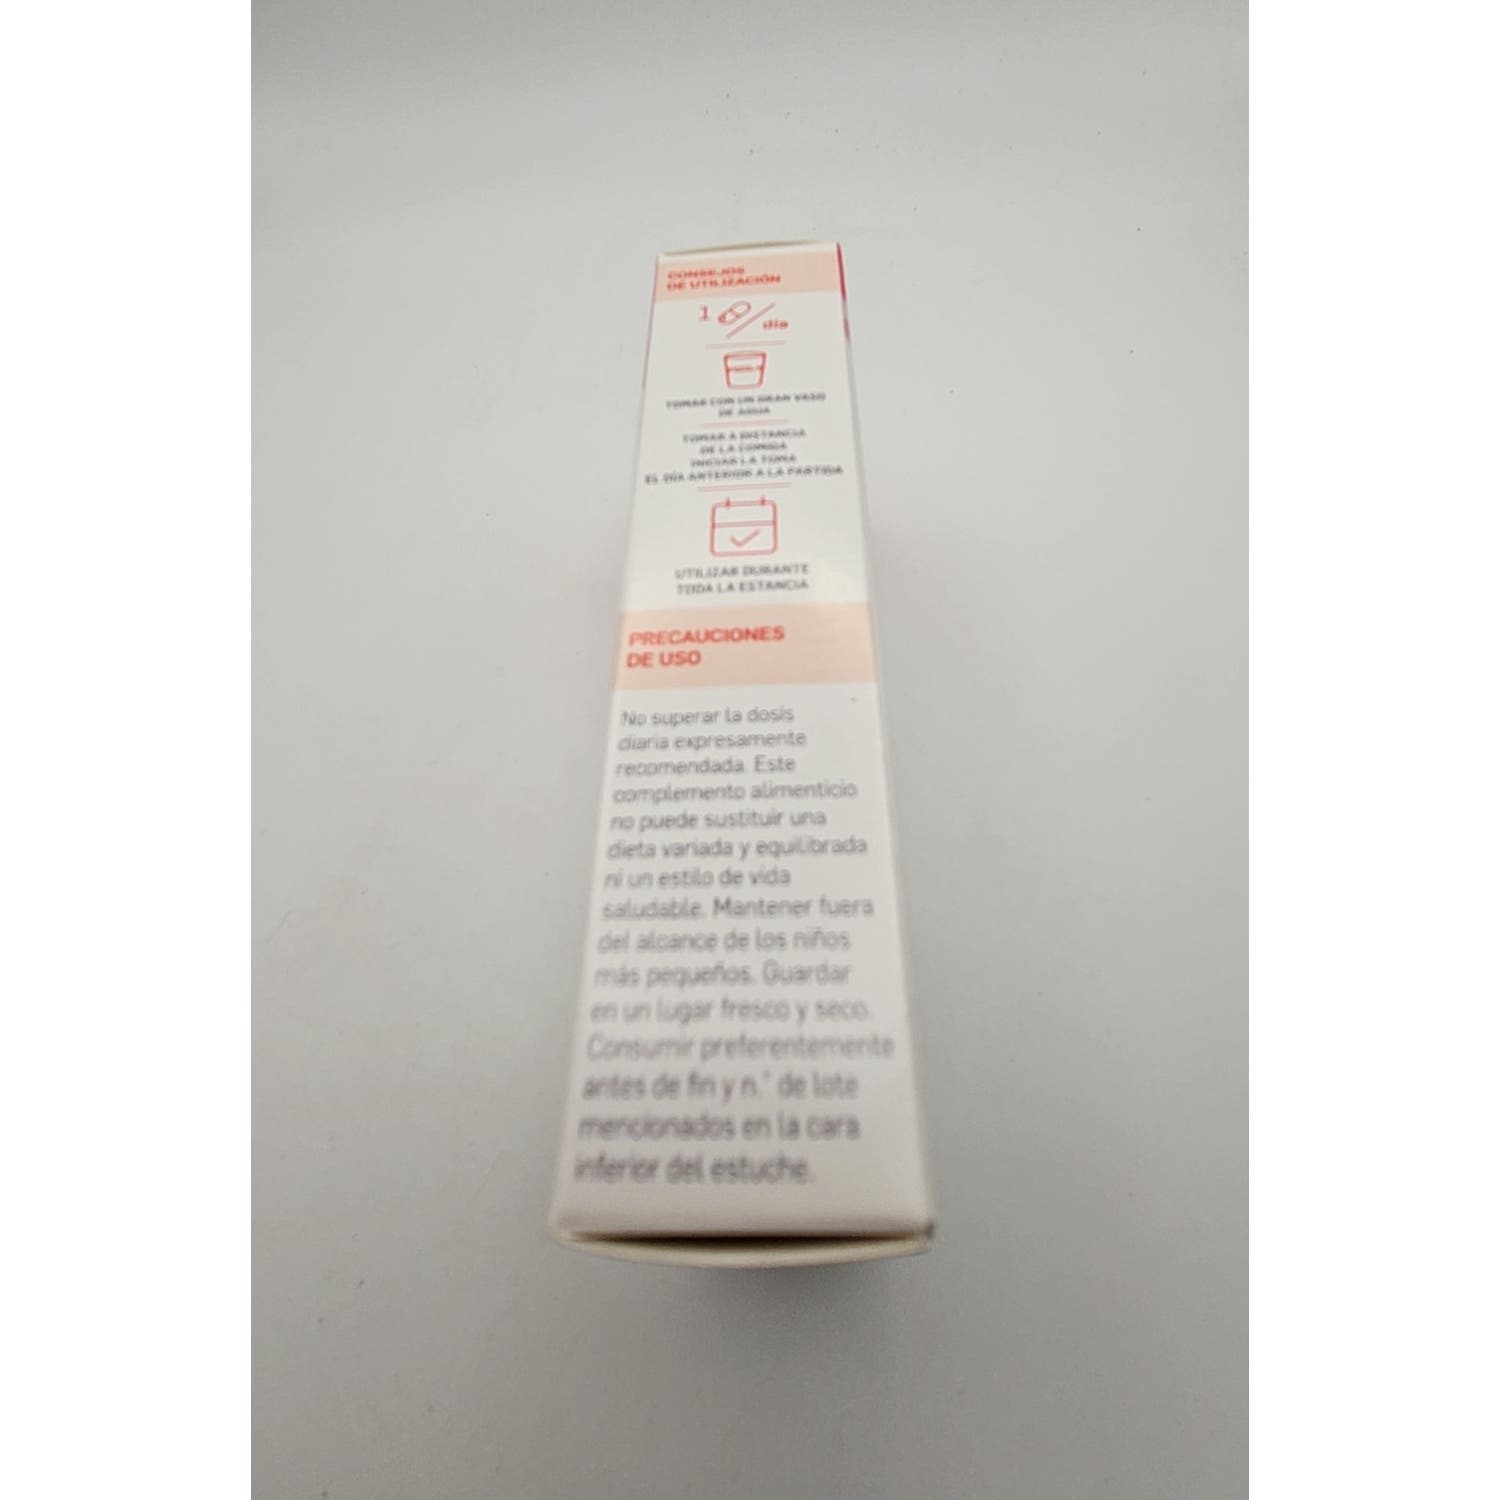 CONSEJOS
DE UTILIZACIÓN
1 / día
TOMAR CON UN GRAN VASO
DE AGUA
TOMAR A DISTANCIA
DE LA COMIDA
INICIAR LA TOMA
EL DÍA ANTERIOR A LA PARTIDA
UTILIZAR DURANTE
TODA LA ESTANCIA
PRECAUCIONES
DE USO
No superar la dosis
diaria expresamente
recomendada. Este
complemento alimenticio
no puede sustituir una
dieta variada y equilibrada
ni un estilo de vida
saludable. Mantener fuera
del alcance de los niños
más pequeños. Guardar
en un lugar fresco y seco.
Consumir preferentemente
antes de fin y n.° de lote
mencionados en la cara
inferior del estuche.